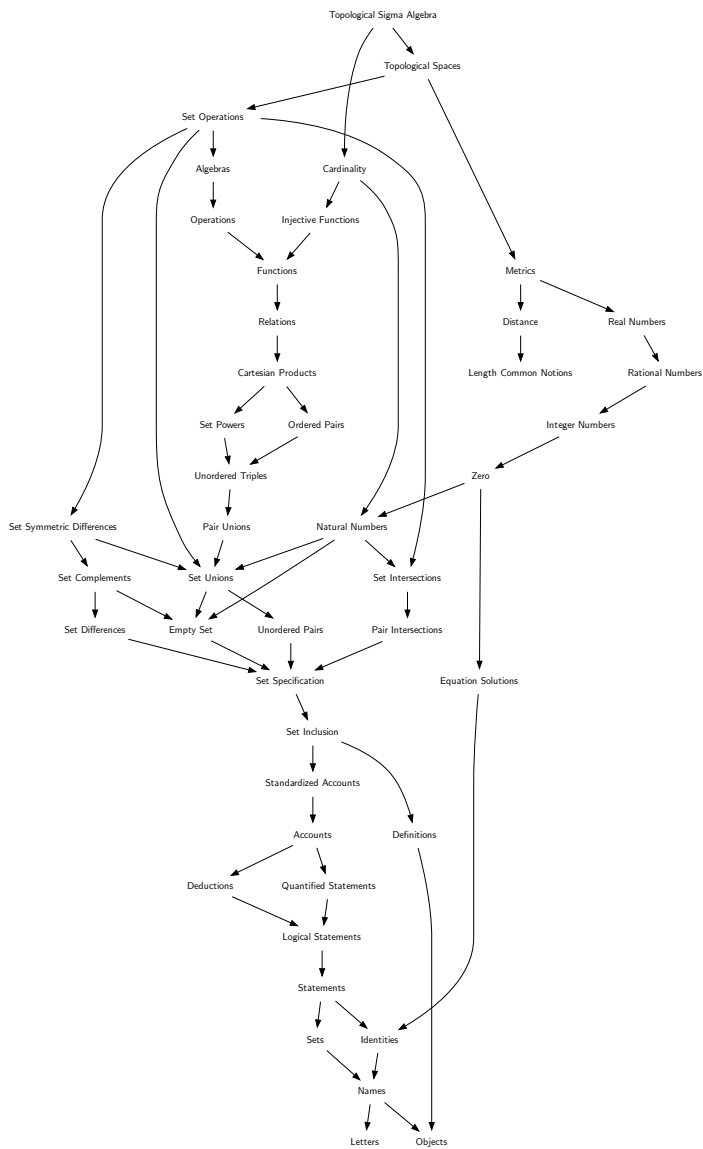 Topological Sigma Algebra
Topological Spaces
Set Operations
Algebras
Cardinality
Operations
Injective Functions
Functions
Metrics
Relations
Distance
Real Numbers
Cartesian Products
Length Common Notions
Rational Numbers
Set Powers
Ordered Pairs
Integer Numbers
Unordered Triples
Zero
Set Symmetric Differences
Pair Unions
Natural Numbers
Set Complements
Set Unions
Set Intersections
Set Differences
Empty Set
Unordered Pairs
Pair Intersections
Set Specification
Equation Solutions
Set Inclusion
Standardized Accounts
Accounts
Definitions
Deductions
Quantified Statements
Logical Statements
Statements
Sets
Identities
Names
Letters
Objects